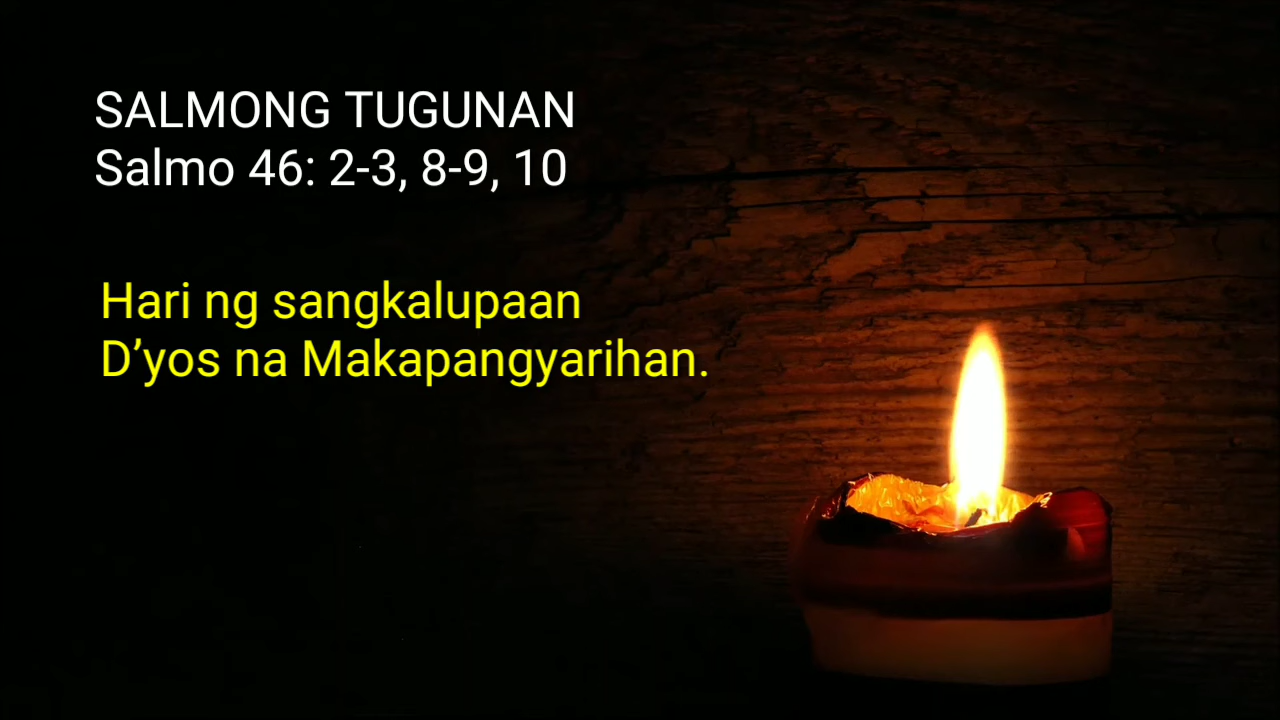 SALMONG TUGUNAN
Salmo 46: 2-3, 8-9, 10
Hari ng sangkalupaan
D’yos na Makapangyarihan.